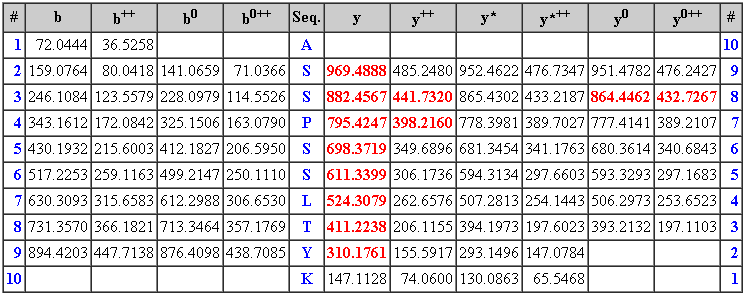 # b b++ b0 b0++ Seq. y y++ y* y*++ y0 y0++ #
1 72.0444 36.5258 A 10
2 159.0764 80.0418 141.0659 71.0366 S 969.4888 485.2480 952.4622 476.7347 951.4782 476.2427 9
3 246.1084 123.5579 228.0979 114.5526 S 882.4567 441.7320 865.4302 433.2187 864.4462 432.7267 8
4 343.1612 172.0842 325.1506 163.0790 P 795.4247 398.2160 778.3981 389.7027 777.4141 389.2107 7
5 430.1932 215.6003 412.1827 206.5950 S 698.3719 349.6896 681.3454 341.1763 680.3614 340.6843 6
6 517.2253 259.1163 499.2147 250.1110 S 611.3399 306.1736 594.3134 297.6603 593.3293 297.1683 5
7 630.3093 315.6583 612.2988 306.6530 L 524.3079 262.6576 507.2813 254.1443 506.2973 253.6523 4
8 731.3570 366.1821 713.3464 357.1769 T 411.2238 206.1155 394.1973 197.6023 393.2132 197.1103 3
9 894.4203 447.7138 876.4098 438.7085 Y 310.1761 155.5917 293.1496 147.0784 2
10 K 147.1128 74.0600 130.0863 65.5468 1